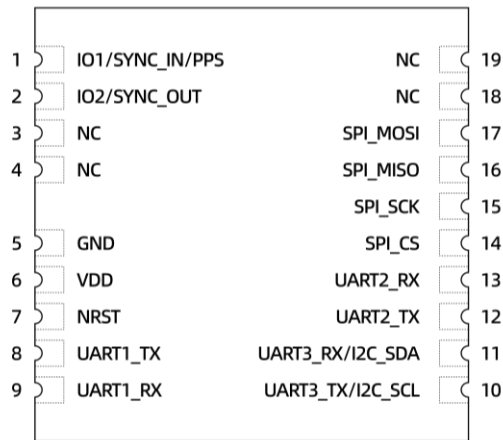 1 IO1/SYNC_IN/PPS NC 19
2 IO2/SYNC_OUT NC 18
3 NC SPI_MOSI 17
4 NC SPI_MISO 16
SPI_SCK 15
5 GND SPI_CS 14
6 VDD UART2_RX 13
7 NRST UART2_TX 12
8 UART1_TX UART3_RX/I2C_SDA 11
9 UART1_RX UART3_TX/I2C_SCL 10